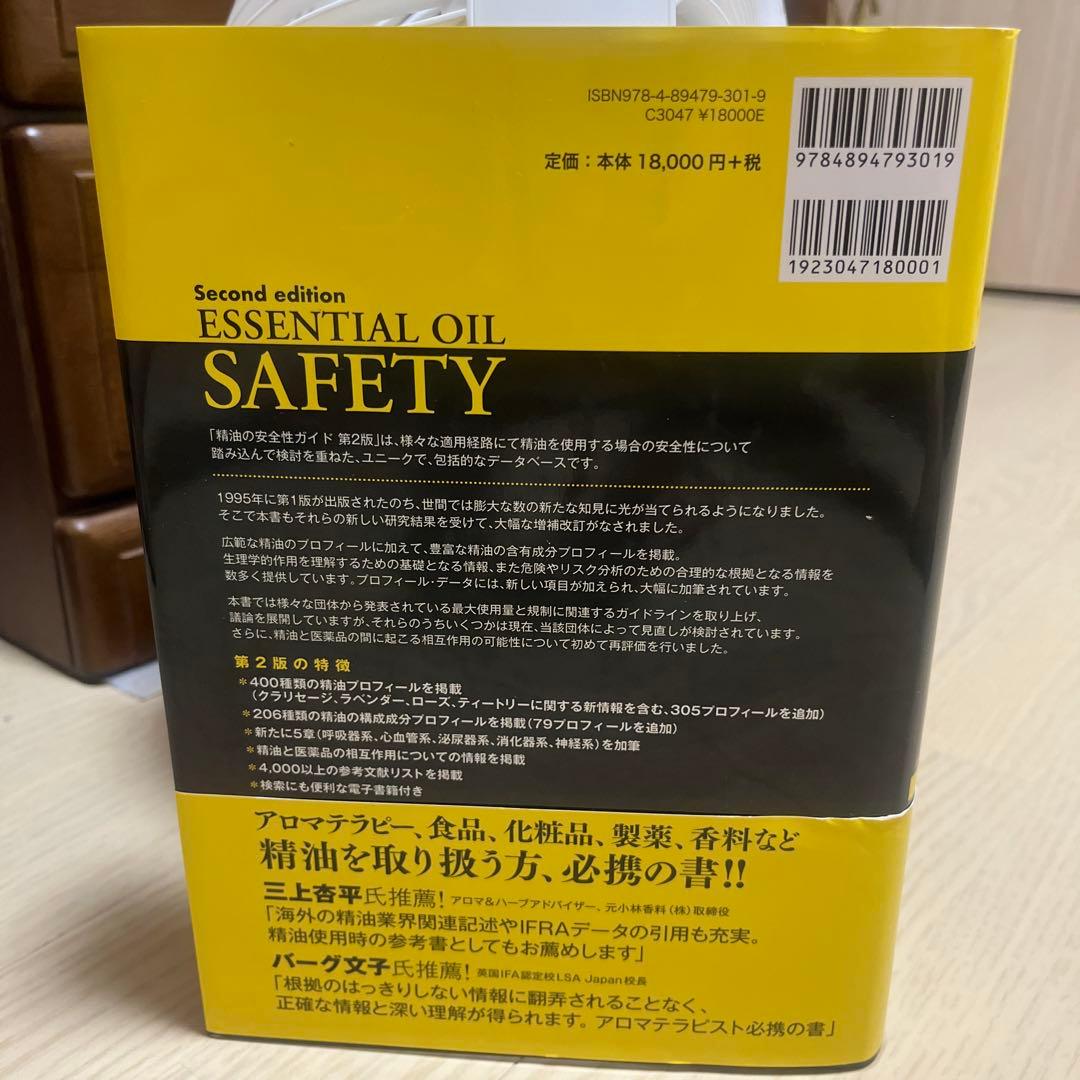 ISBN978-4-89479-301-9
C3047 ¥18000E
定価：本体 18,000 円＋税
9784894793019
1923047180001
Second edition
ESSENTIAL OIL
SAFETY
「精油の安全性ガイド 第2版」は、様々な適用経路にて精油を使用する場合の安全性について
踏み込んで検討を重ねた、ユニークで、包括的なデータベースです。
1995年に第1版が出版されたのち、世間では膨大な数の新たな知見に光が当てられるようになりました。
そこで本書もそれらの新しい研究結果を受けて、大幅な増補改訂がなされました。
広範な精油のプロフィールに加えて、豊富な精油の含有成分プロフィールを掲載。
生理学的作用を理解するための基礎となる情報、また危険やリスク分析のための合理的な根拠となる情報を
数多く提供しています。プロフィール・データには、新しい項目が加えられ、大幅に加筆されています。
本書では様々な団体から発表されている最大使用量と規制に関連するガイドラインを取り上げ、
議論を展開していますが、それらのうちいくつかは現在、当該団体によって見直しが検討されています。
さらに、精油と医薬品の間に起こる相互作用の可能性について初めて再評価を行いました。
第2版の特徴
＊400種類の精油プロフィールを掲載
（クラリセージ、ラベンダー、ローズ、ティートリーに関する新情報を含む、305プロフィールを追加）
＊206種類の精油の構成成分プロフィールを掲載（79プロフィールを追加）
＊新たに5章（呼吸器系、心血管系、泌尿器系、消化器系、神経系）を加筆
＊精油と医薬品の相互作用についての情報を掲載
＊4,000以上の参考文献リストを掲載
＊検索にも便利な電子書籍付き
アロマテラピー、食品、化粧品、製薬、香料など
精油を取り扱う方、必携の書!!
三上杏平氏推薦！ アロマ&ハーブアドバイザー、元小林香料（株）取締役
「海外の精油業界関連記述やIFRAデータの引用も充実。
精油使用時の参考書としてもお薦めします」
バーグ文子氏推薦！ 英国IFA認定校LSA Japan校長
「根拠のはっきりしない情報に翻弄されることなく、
正確な情報と深い理解が得られます。アロマテラピスト必携の書」